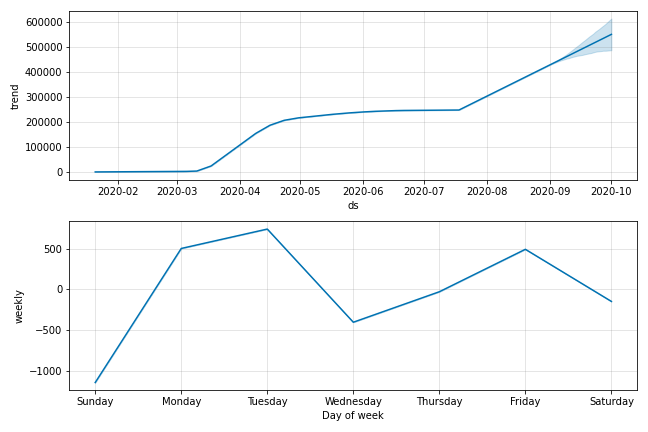 600000
500000
400000
300000
200000
100000
0
trend
2020-02 2020-03 2020-04 2020-05 2020-06 2020-07 2020-08 2020-09 2020-10
ds
500
0
−500
−1000
weekly
Sunday Monday Tuesday Wednesday Thursday Friday Saturday
Day of week